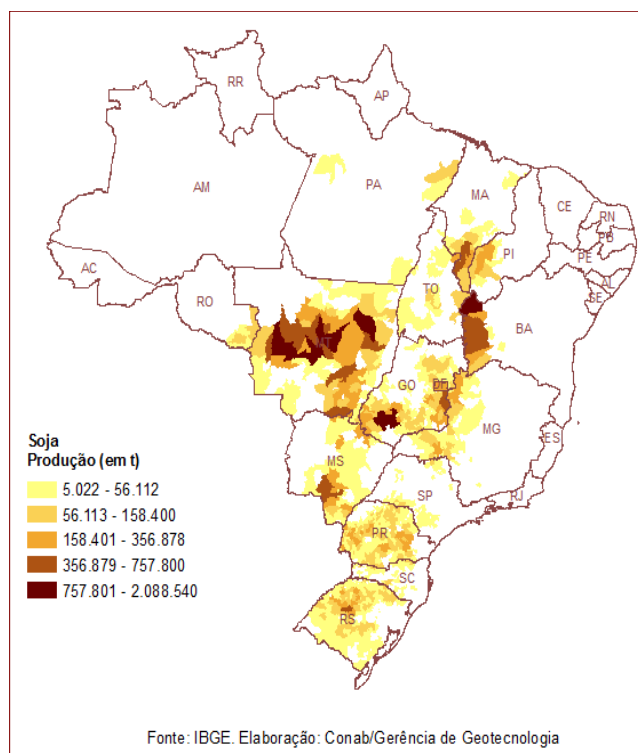 RR
AP
AM
PA
MA
CE
RN
PB
PE
AL
SE
PI
AC
TO
RO
BA
MT
GO
DF
MG
ES
MS
SP
RJ
PR
SC
RS
Soja
Produção (em t)
5.022 - 56.112
56.113 - 158.400
158.401 - 356.878
356.879 - 757.800
757.801 - 2.088.540
Fonte: IBGE. Elaboração: Conab/Gerência de Geotecnologia